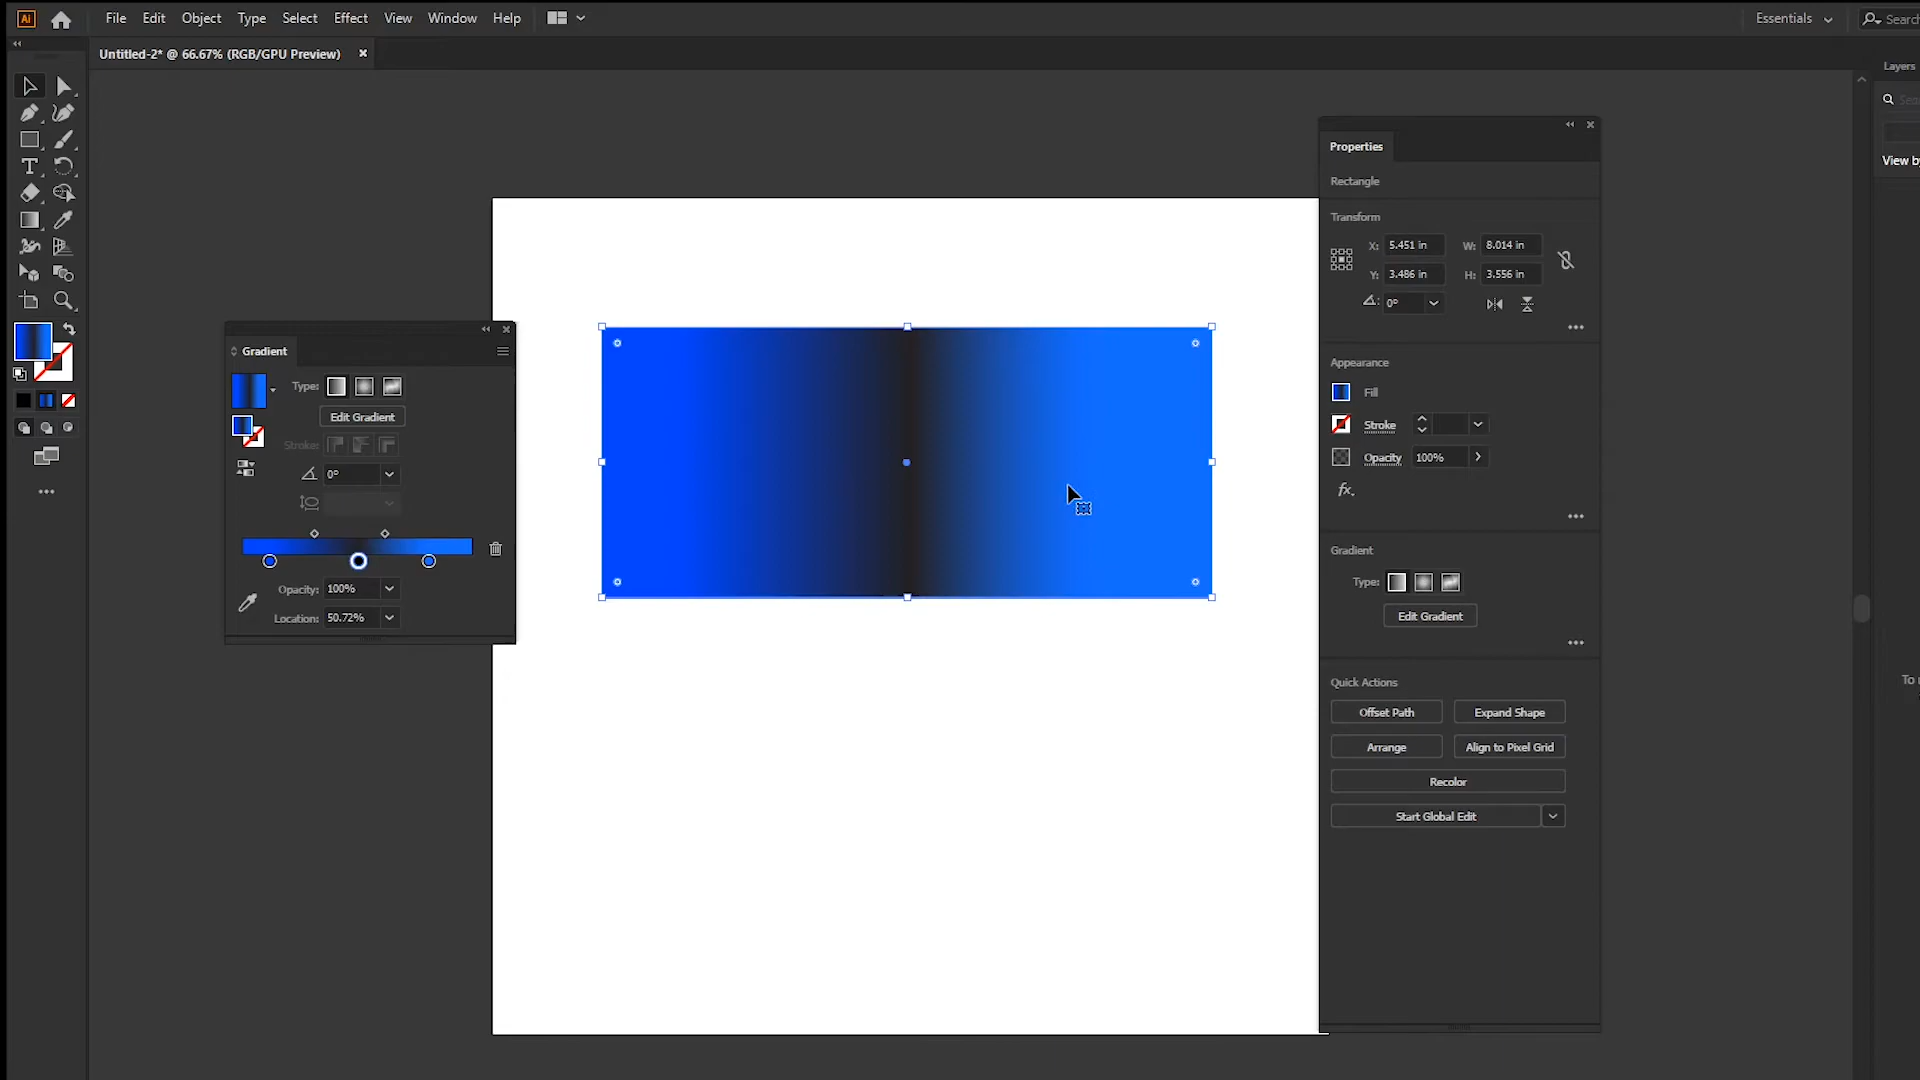 Ai File Edit Object Type Select Effect View Window Help Essentials Search
Untitled-2* @ 66.67% (RGB/GPU Preview) ×
Layers
View by
To
Properties
Rectangle
Transform
X: 5.451 in W: 8.014 in
Y: 3.486 in H: 3.556 in
0°
Appearance
Fill
Stroke
Opacity 100%
fx.
Gradient
Type:
Edit Gradient
Quick Actions
Offset Path Expand Shape
Arrange Align to Pixel Grid
Recolor
Start Global Edit
Gradient
Type:
Edit Gradient
Stroke:
0°
Opacity: 100%
Location: 50.72%